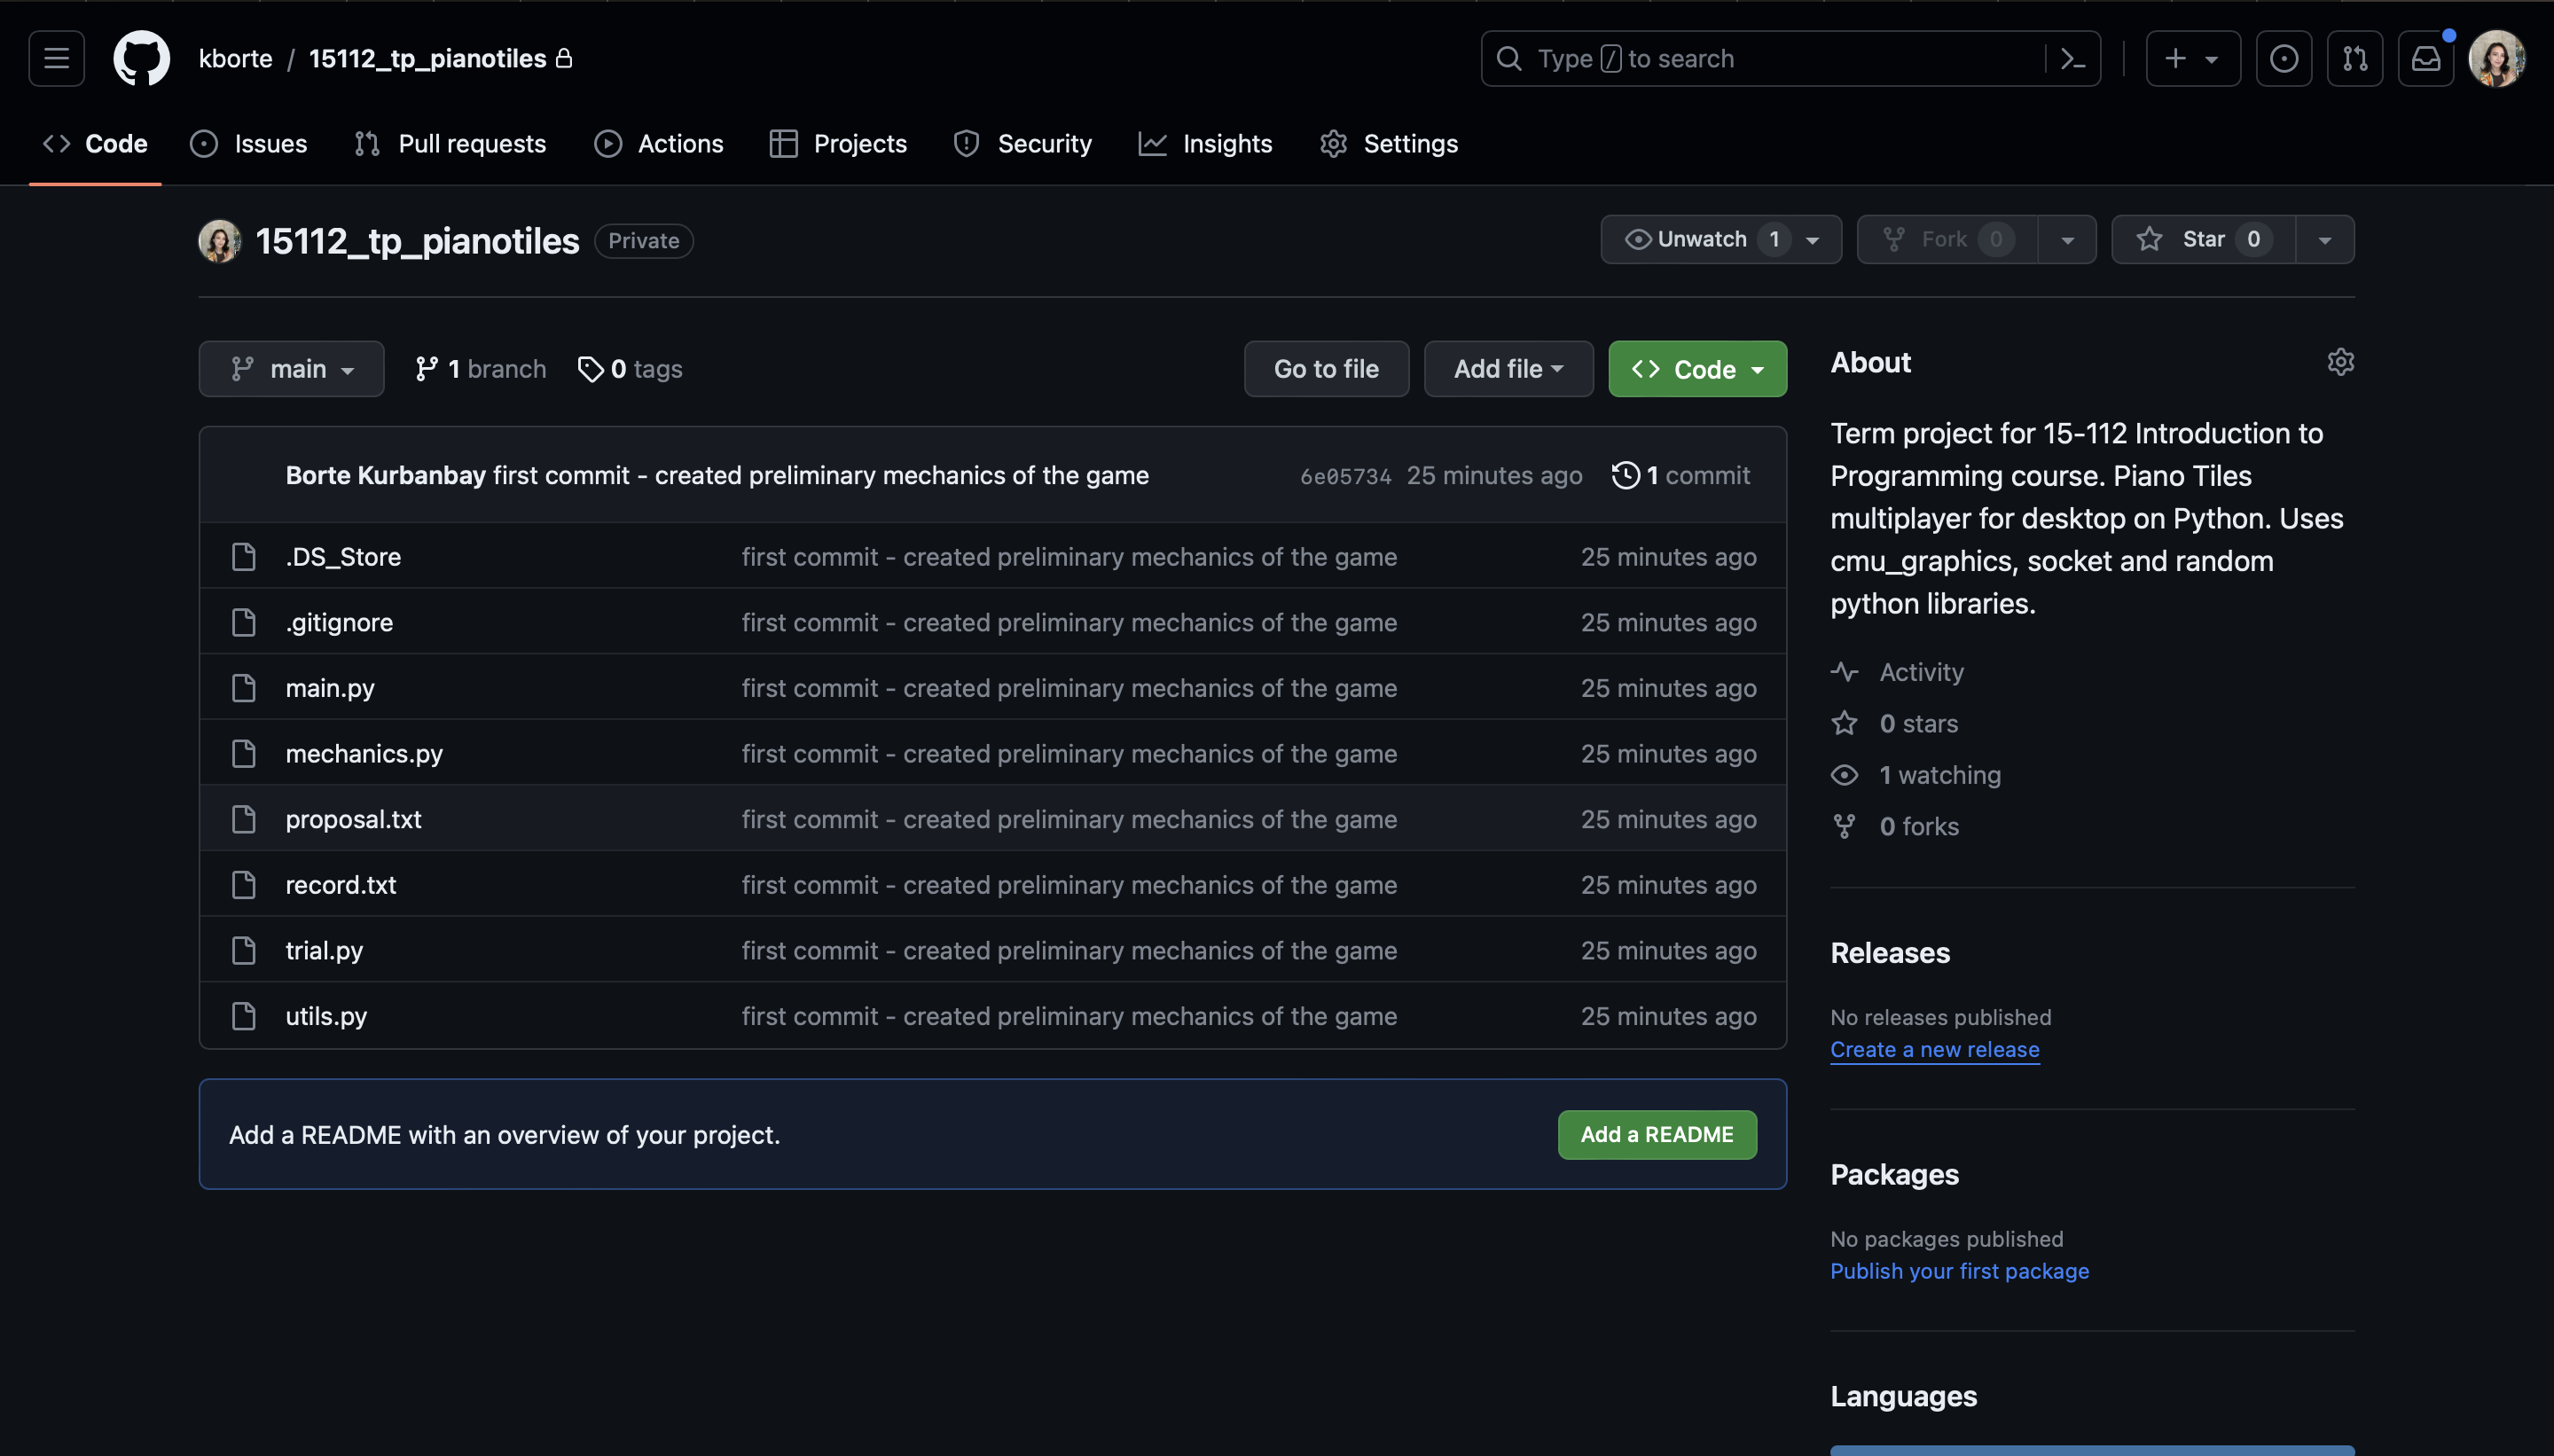 kborte / 15112_tp_pianotiles
Type / to search
Code Issues Pull requests Actions Projects Security Insights Settings
15112_tp_pianotiles Private
Unwatch 1 Fork 0 Star 0
main 1 branch 0 tags
Go to file Add file Code
Borte Kurbanbay first commit - created preliminary mechanics of the game 6e05734 25 minutes ago 1 commit
.DS_Store first commit - created preliminary mechanics of the game 25 minutes ago
.gitignore first commit - created preliminary mechanics of the game 25 minutes ago
main.py first commit - created preliminary mechanics of the game 25 minutes ago
mechanics.py first commit - created preliminary mechanics of the game 25 minutes ago
proposal.txt first commit - created preliminary mechanics of the game 25 minutes ago
record.txt first commit - created preliminary mechanics of the game 25 minutes ago
trial.py first commit - created preliminary mechanics of the game 25 minutes ago
utils.py first commit - created preliminary mechanics of the game 25 minutes ago
Add a README with an overview of your project.
Add a README
About
Term project for 15-112 Introduction to
Programming course. Piano Tiles
multiplayer for desktop on Python. Uses
cmu_graphics, socket and random
python libraries.
Activity
0 stars
1 watching
0 forks
Releases
No releases published
Create a new release
Packages
No packages published
Publish your first package
Languages